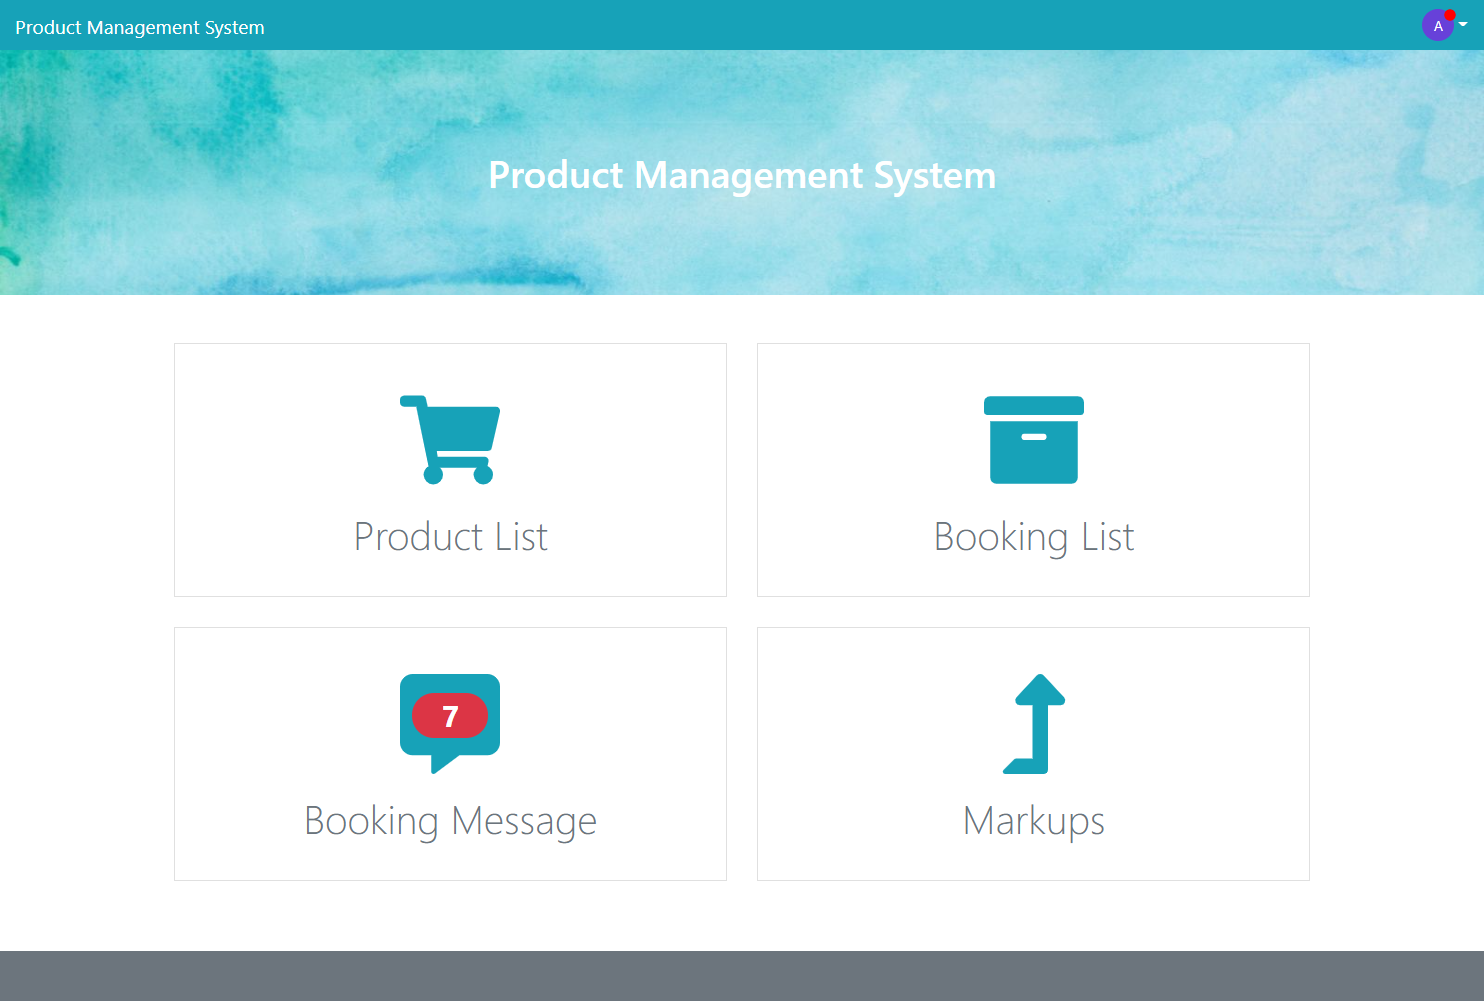 Product Management System
A
Product Management System
Product List
Booking List
7
Booking Message
Markups